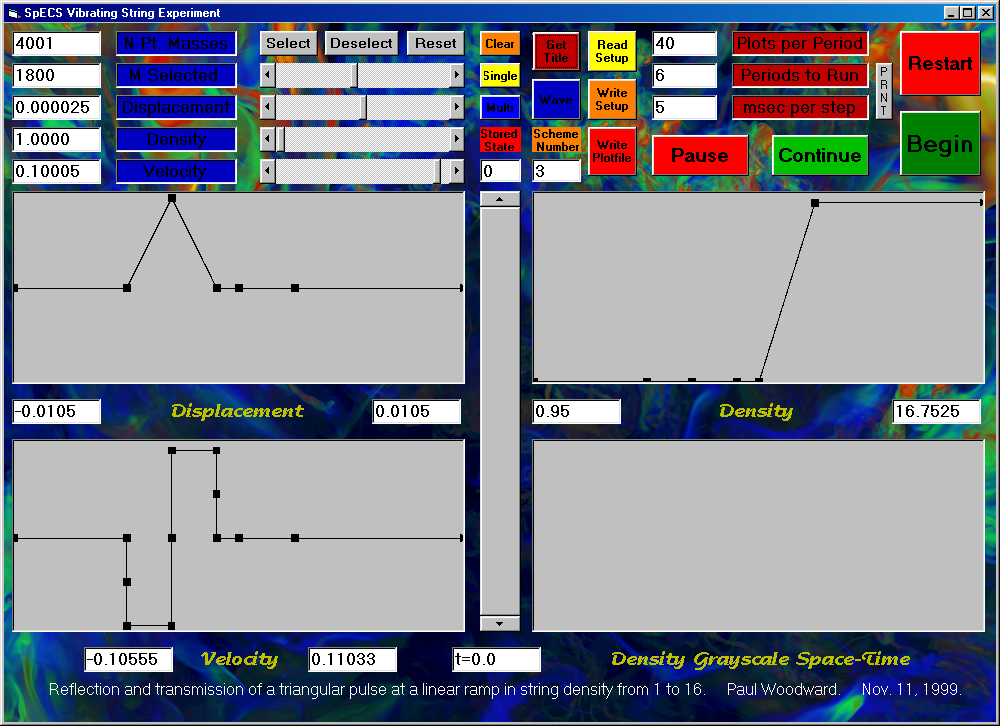 SpECS Vibrating String Experiment
4001 N Pt. Masses Select Deselect Reset Clear Get Title Read Setup 40 Plots per Period Restart
1800 M Selected Single 6 Periods to Run PRNT
0.000025 Displacement Multi Wave Write Setup 5 msec per step
1.0000 Density Stored State Scheme Number Write Plotfile Pause Continue Begin
0.10005 Velocity 0 3
-0.0105 Displacement 0.0105 0.95 Density 16.7525
-0.10555 Velocity 0.11033 t=0.0 Density Grayscale Space-Time
Reflection and transmission of a triangular pulse at a linear ramp in string density from 1 to 16. Paul Woodward. Nov. 11, 1999.